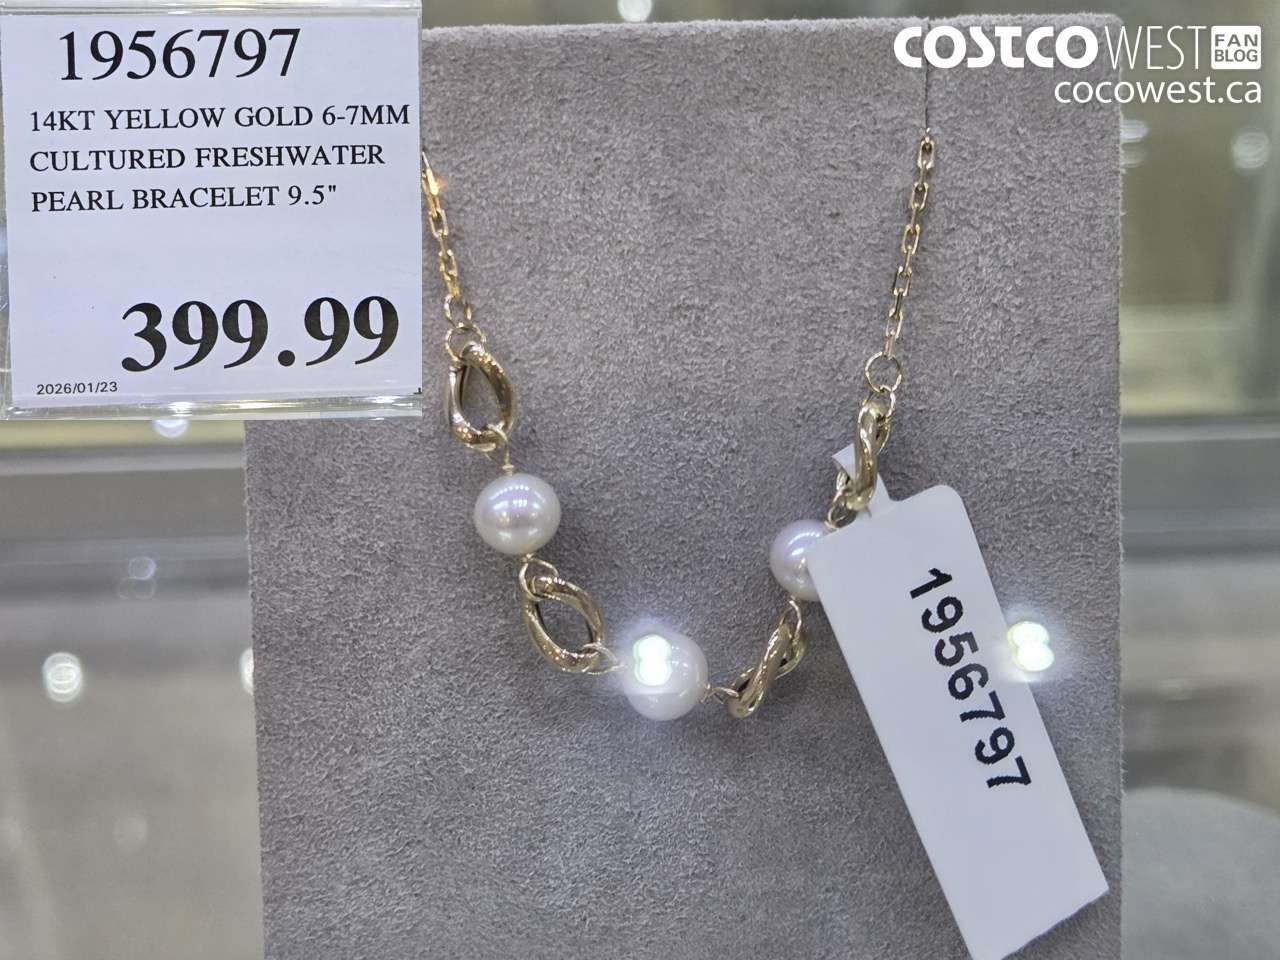 1956797
14KT YELLOW GOLD 6-7MM
CULTURED FRESHWATER
PEARL BRACELET 9.5"
399.99
2026/01/23
COSTCO WEST FAN BLOG
cocowest.ca
1956797